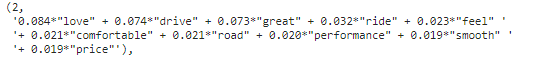 (2,
'0.084*"love" + 0.074*"drive" + 0.073*"great" + 0.032*"ride" + 0.023*"feel" '
'+ 0.021*"comfortable" + 0.021*"road" + 0.020*"performance" + 0.019*"smooth" '
'+ 0.019*"price"'),